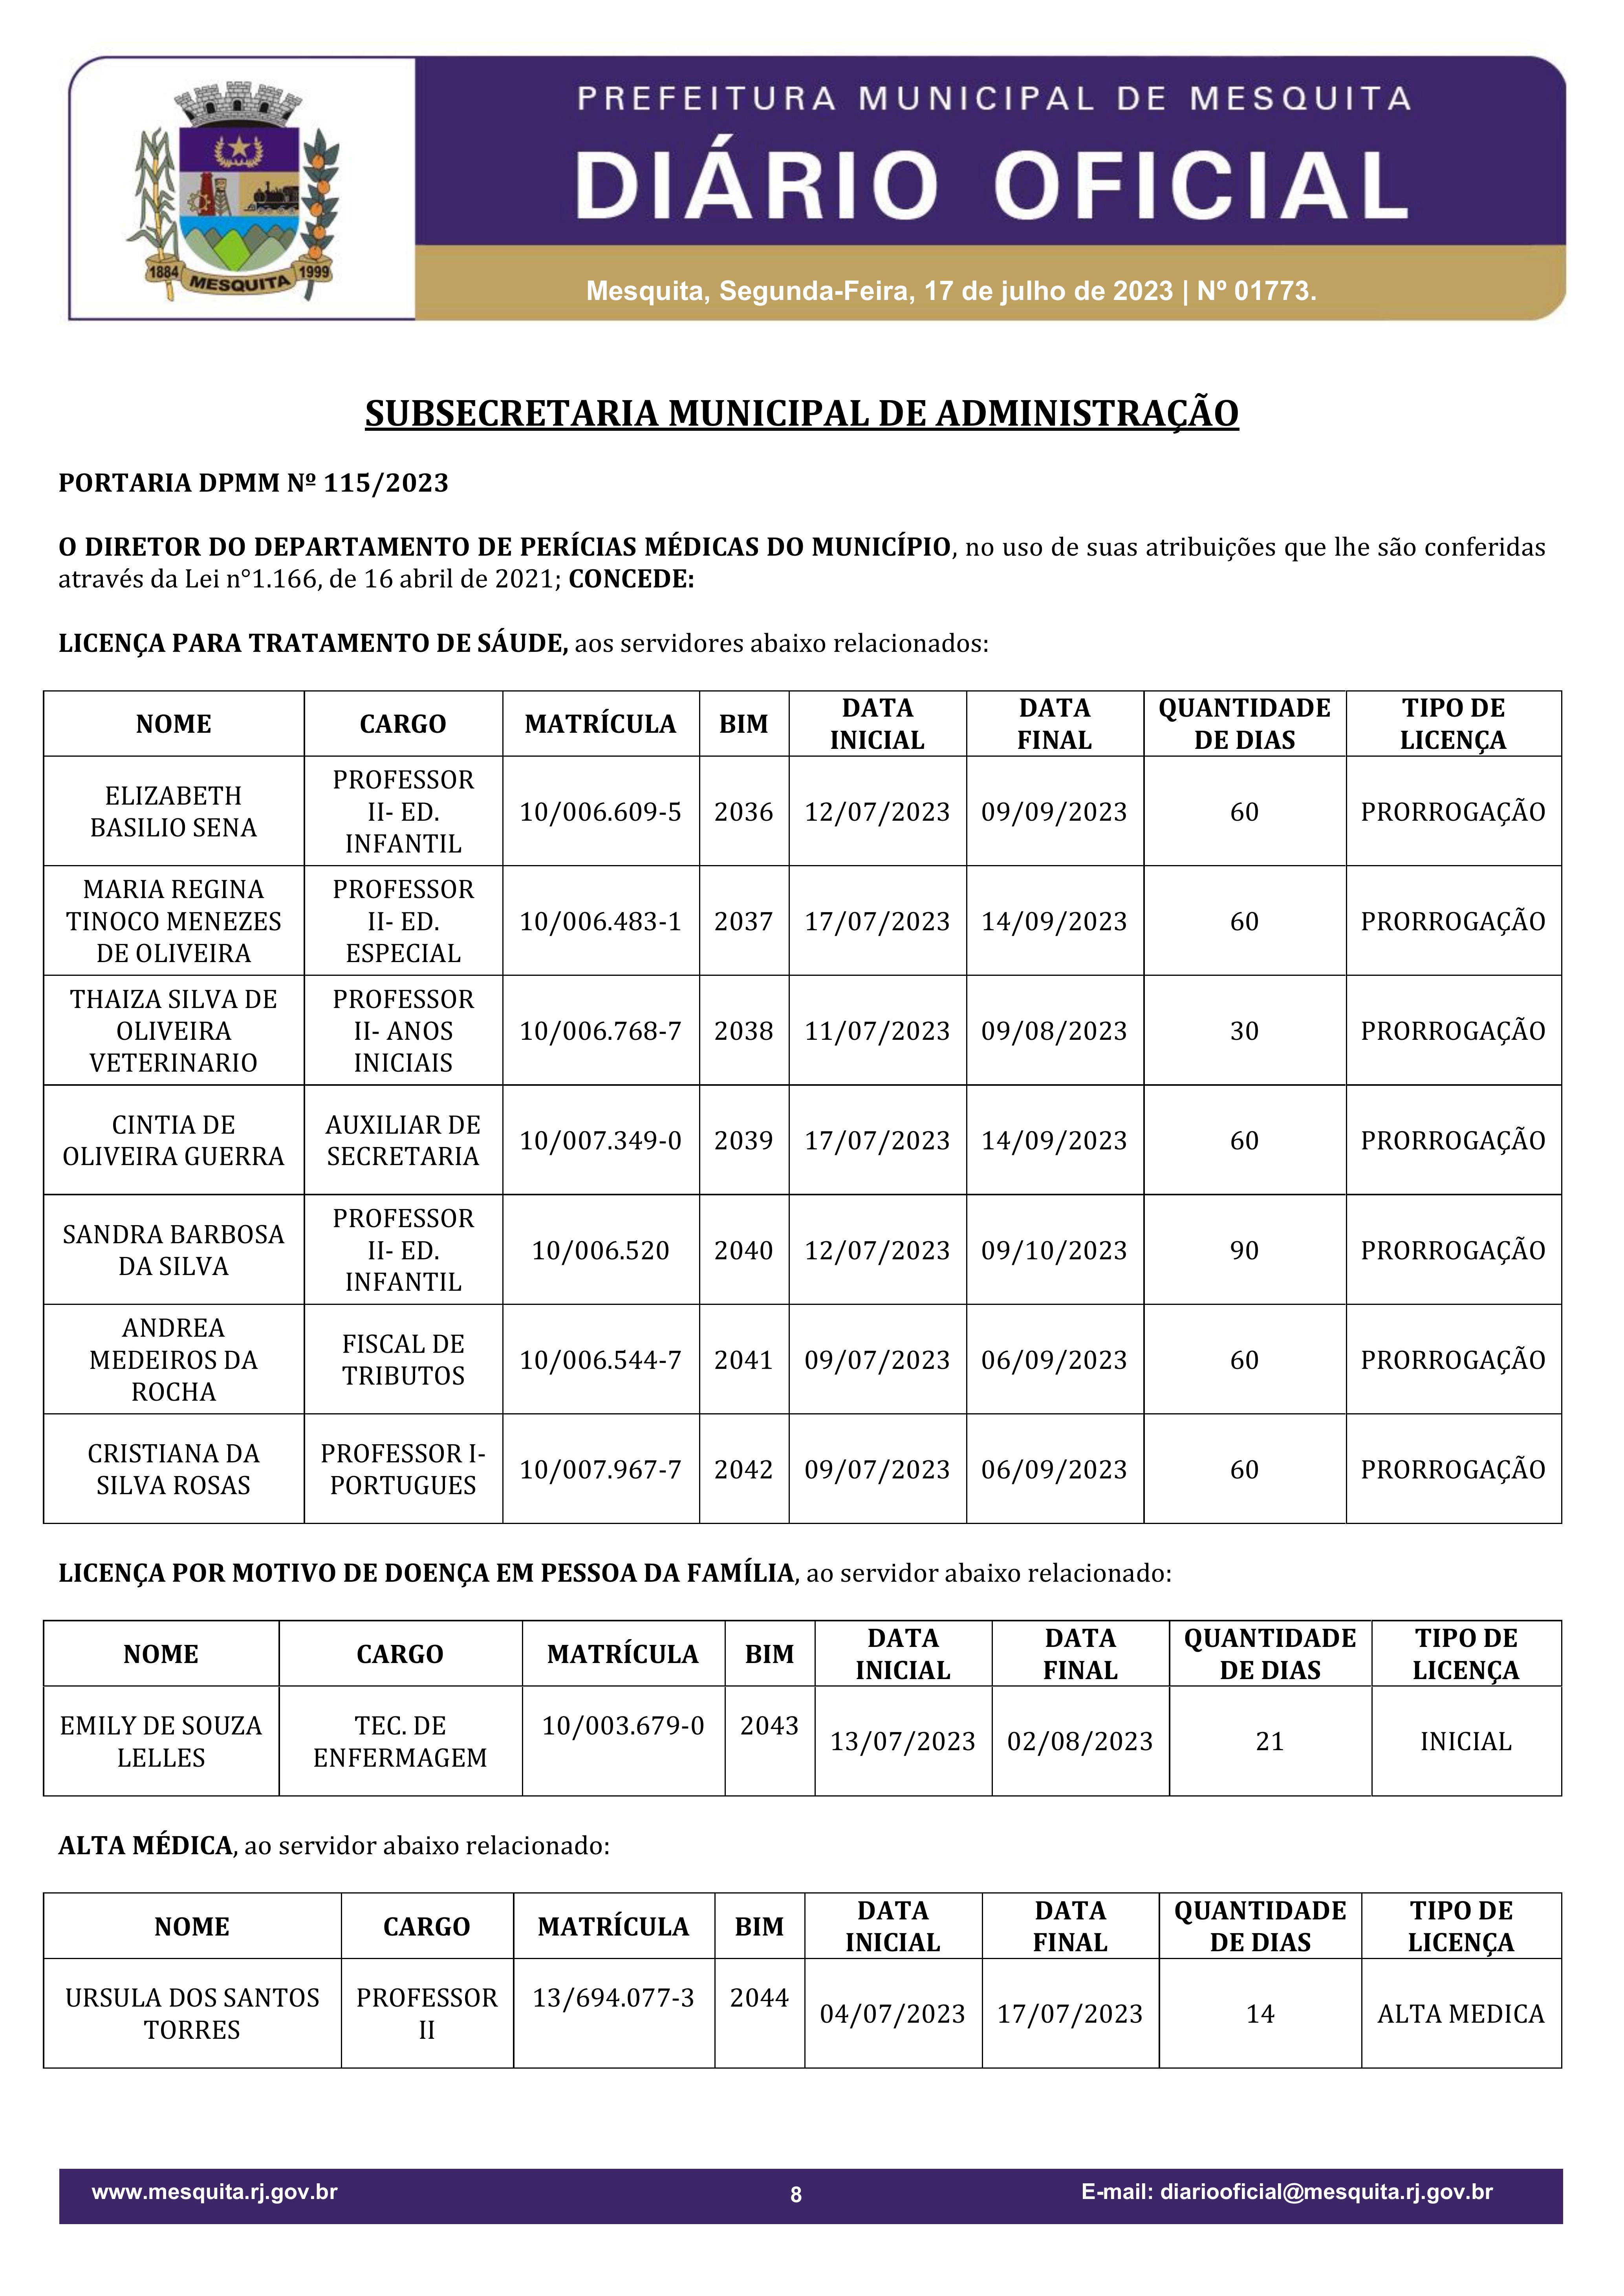 PREFEITURA MUNICIPAL DE MESQUITA
DIÁRIO OFICIAL
1884 MESQUITA 1999
Mesquita, Segunda-Feira, 17 de julho de 2023 | Nº 01773.
SUBSECRETARIA MUNICIPAL DE ADMINISTRAÇÃO
PORTARIA DPMM Nº 115/2023
O DIRETOR DO DEPARTAMENTO DE PERÍCIAS MÉDICAS DO MUNICÍPIO, no uso de suas atribuições que lhe são conferidas
através da Lei n°1.166, de 16 abril de 2021; CONCEDE:
LICENÇA PARA TRATAMENTO DE SÁUDE, aos servidores abaixo relacionados:
NOME CARGO MATRÍCULA BIM DATA INICIAL DATA FINAL QUANTIDADE DE DIAS TIPO DE LICENÇA
ELIZABETH BASILIO SENA PROFESSOR II- ED. INFANTIL 10/006.609-5 2036 12/07/2023 09/09/2023 60 PRORROGAÇÃO
MARIA REGINA TINOCO MENEZES DE OLIVEIRA PROFESSOR II- ED. ESPECIAL 10/006.483-1 2037 17/07/2023 14/09/2023 60 PRORROGAÇÃO
THAIZA SILVA DE OLIVEIRA VETERINARIO PROFESSOR II- ANOS INICIAIS 10/006.768-7 2038 11/07/2023 09/08/2023 30 PRORROGAÇÃO
CINTIA DE OLIVEIRA GUERRA AUXILIAR DE SECRETARIA 10/007.349-0 2039 17/07/2023 14/09/2023 60 PRORROGAÇÃO
SANDRA BARBOSA DA SILVA PROFESSOR II- ED. INFANTIL 10/006.520 2040 12/07/2023 09/10/2023 90 PRORROGAÇÃO
ANDREA MEDEIROS DA ROCHA FISCAL DE TRIBUTOS 10/006.544-7 2041 09/07/2023 06/09/2023 60 PRORROGAÇÃO
CRISTIANA DA SILVA ROSAS PROFESSOR I- PORTUGUES 10/007.967-7 2042 09/07/2023 06/09/2023 60 PRORROGAÇÃO
LICENÇA POR MOTIVO DE DOENÇA EM PESSOA DA FAMÍLIA, ao servidor abaixo relacionado:
NOME CARGO MATRÍCULA BIM DATA INICIAL DATA FINAL QUANTIDADE DE DIAS TIPO DE LICENÇA
EMILY DE SOUZA LELLES TEC. DE ENFERMAGEM 10/003.679-0 2043 13/07/2023 02/08/2023 21 INICIAL
ALTA MÉDICA, ao servidor abaixo relacionado:
NOME CARGO MATRÍCULA BIM DATA INICIAL DATA FINAL QUANTIDADE DE DIAS TIPO DE LICENÇA
URSULA DOS SANTOS TORRES PROFESSOR II 13/694.077-3 2044 04/07/2023 17/07/2023 14 ALTA MEDICA
www.mesquita.rj.gov.br 8 E-mail: diariooficial@mesquita.rj.gov.br